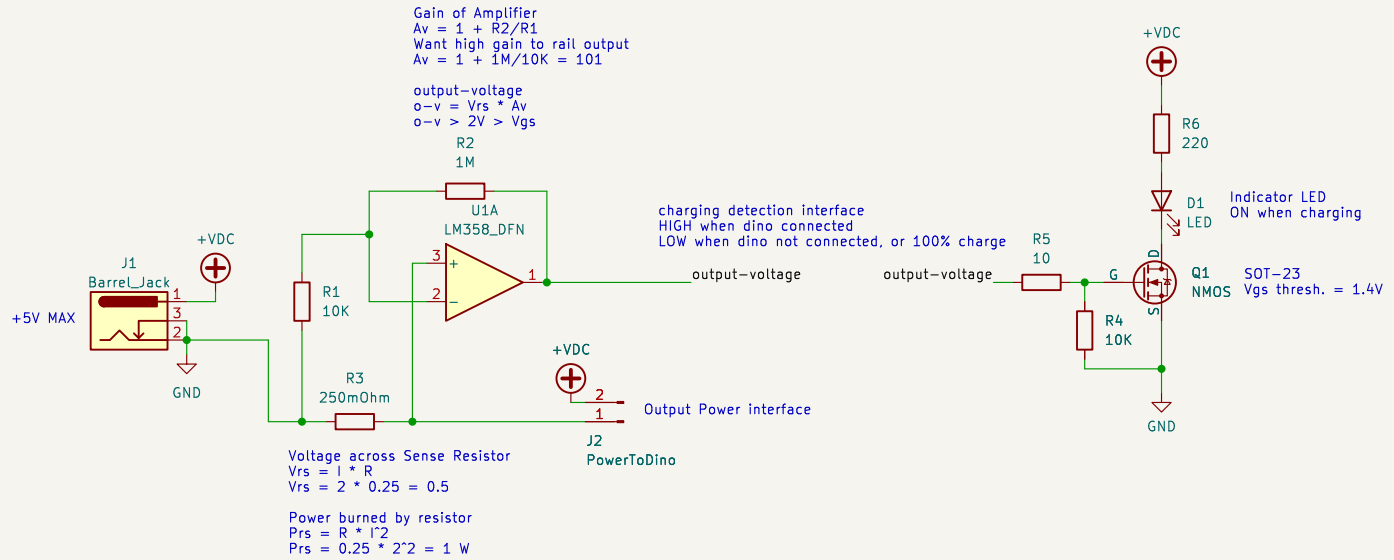 Gain of Amplifier
Av = 1 + R2/R1
Want high gain to rail output
Av = 1 + 1M/10K = 101
output-voltage
o-v = Vrs * Av
o-v > 2V > Vgs
R2
1M
U1A
LM358_DFN
3
+
2
-
1
J1
Barrel_Jack
+VDC
1
3
2
+5V MAX
GND
R1
10K
R3
250mOhm
Voltage across Sense Resistor
Vrs = I * R
Vrs = 2 * 0.25 = 0.5
Power burned by resistor
Prs = R * I^2
Prs = 0.25 * 2^2 = 1 W
+VDC
2
1
Output Power interface
J2
PowerToDino
charging detection interface
HIGH when dino connected
LOW when dino not connected, or 100% charge
output-voltage
output-voltage
R5
10
R4
10K
+VDC
R6
220
D1
LED
Indicator LED
ON when charging
G
D
S
Q1
NMOS
SOT-23
Vgs thresh. = 1.4V
GND